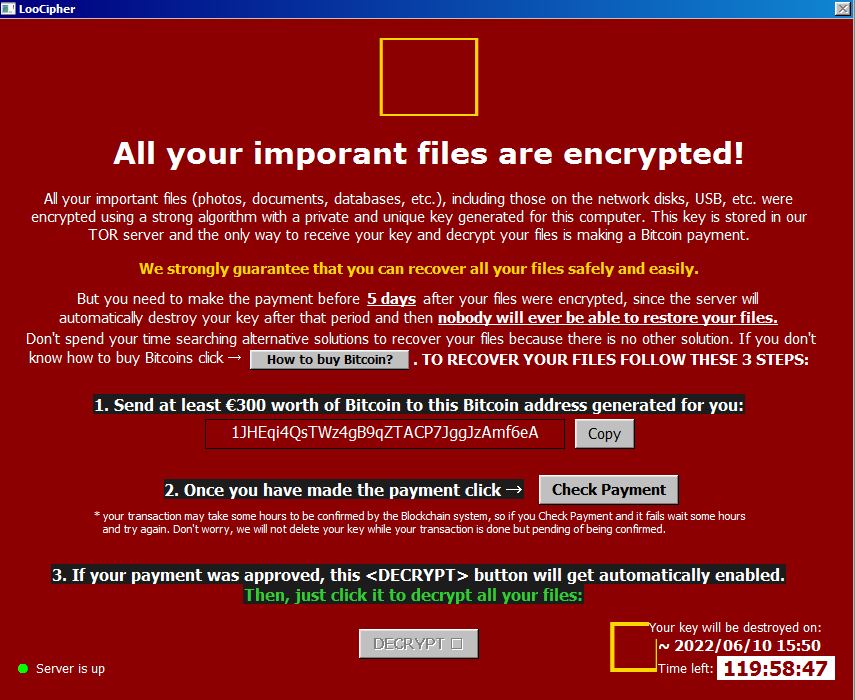 LooCipher
All your imporant files are encrypted!
All your important files (photos, documents, databases, etc.), including those on the network disks, USB, etc. were
encrypted using a strong algorithm with a private and unique key generated for this computer. This key is stored in our
TOR server and the only way to receive your key and decrypt your files is making a Bitcoin payment.
We strongly guarantee that you can recover all your files safely and easily.
But you need to make the payment before 5 days after your files were encrypted, since the server will
automatically destroy your key after that period and then nobody will ever be able to restore your files.
Don't spend your time searching alternative solutions to recover your files because there is no other solution. If you don't
know how to buy Bitcoins click → How to buy Bitcoin? . TO RECOVER YOUR FILES FOLLOW THESE 3 STEPS:
1. Send at least €300 worth of Bitcoin to this Bitcoin address generated for you:
1JHEqi4QsTWz4gB9qZTACP7JggJzAmf6eA Copy
2. Once you have made the payment click → Check Payment
* your transaction may take some hours to be confirmed by the Blockchain system, so if you Check Payment and it fails wait some hours
and try again. Don't worry, we will not delete your key while your transaction is done but pending of being confirmed.
3. If your payment was approved, this <DECRYPT> button will get automatically enabled.
Then, just click it to decrypt all your files:
DECRYPT
Your key will be destroyed on:
~ 2022/06/10 15:50
Time left: 119:58:47
Server is up